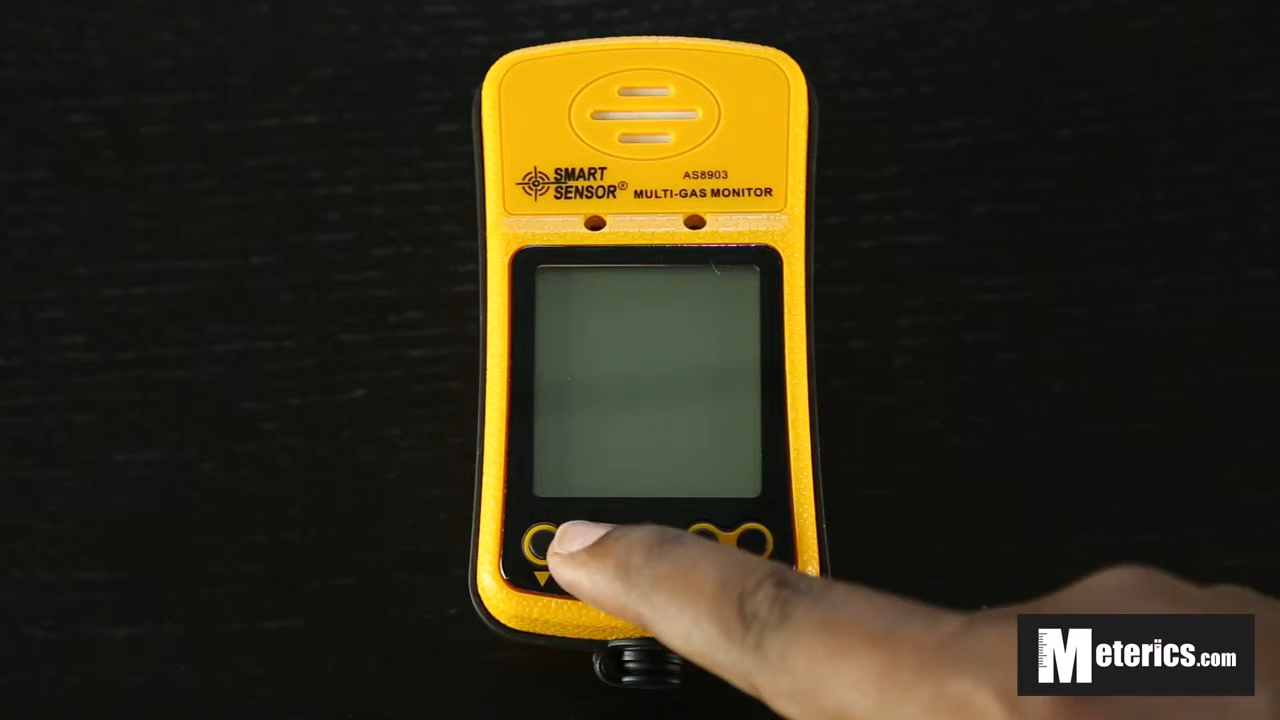 SMART
SENSOR®
AS8903
MULTI-GAS MONITOR
Meterics.com